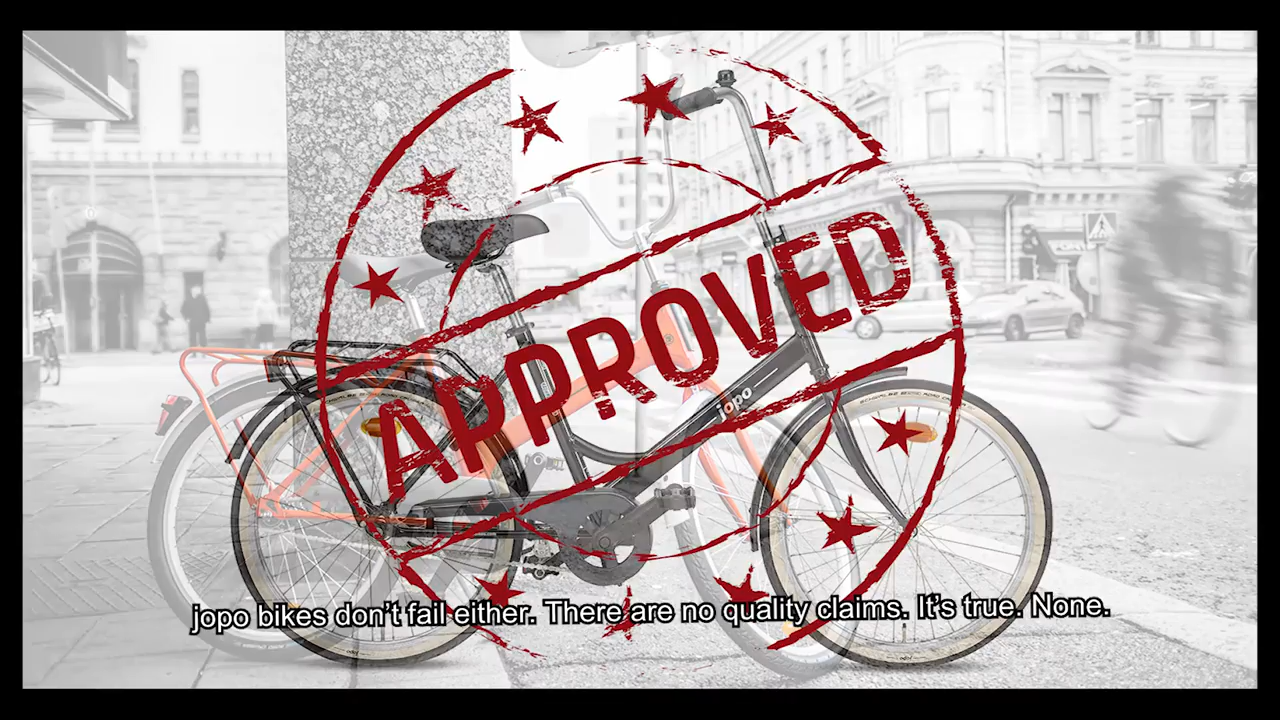 APPROVED
jopo
jopo bikes don't fail either. There are no quality claims. It's true. None.